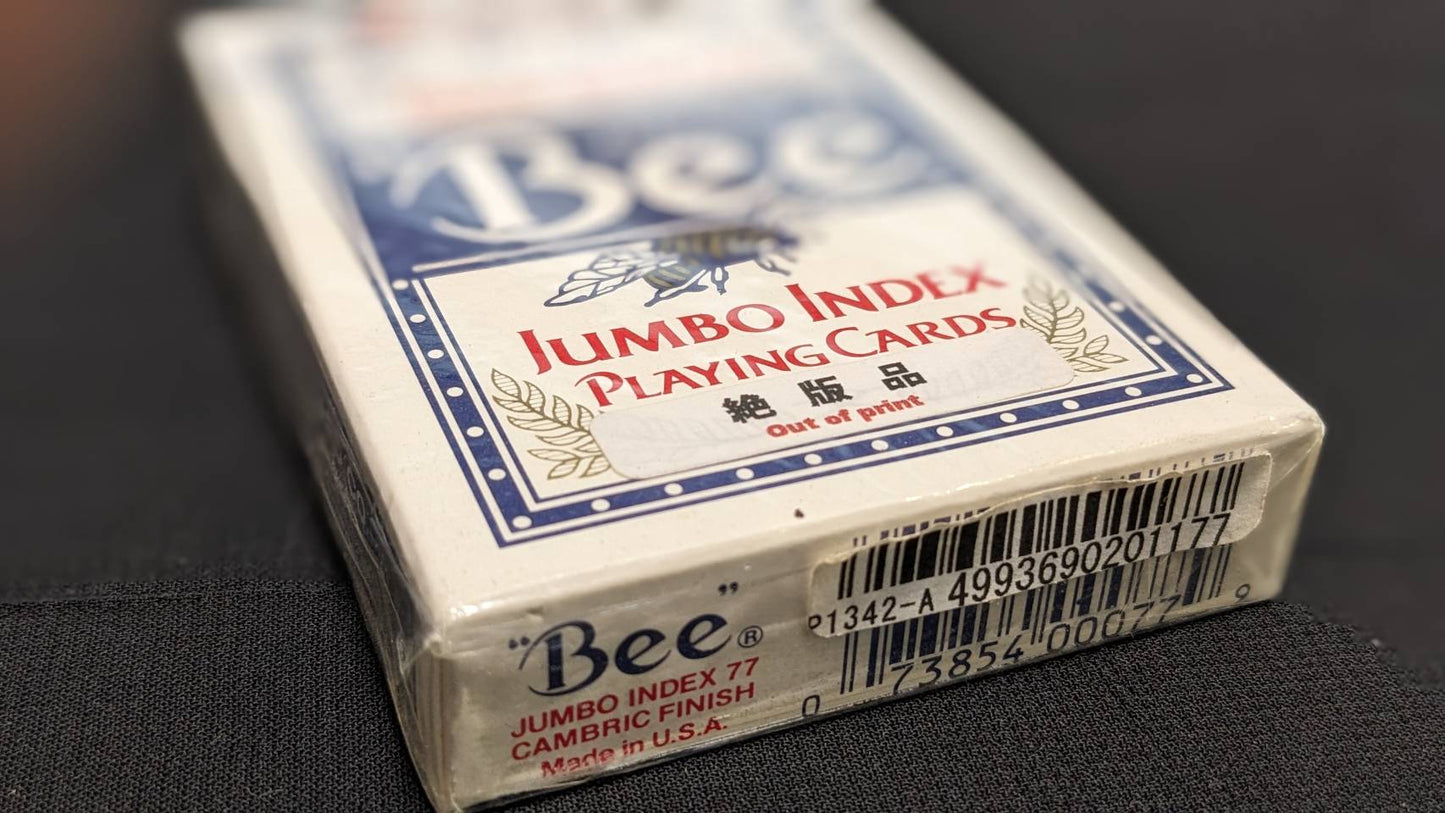 Bee
JUMBO INDEX
PLAYING CARDS
絶版品
Out of print
"Bee"®
JUMBO INDEX 77
CAMBRIC FINISH
Made in U.S.A.
P1342-A 4993690201177
0 73854 00077 9